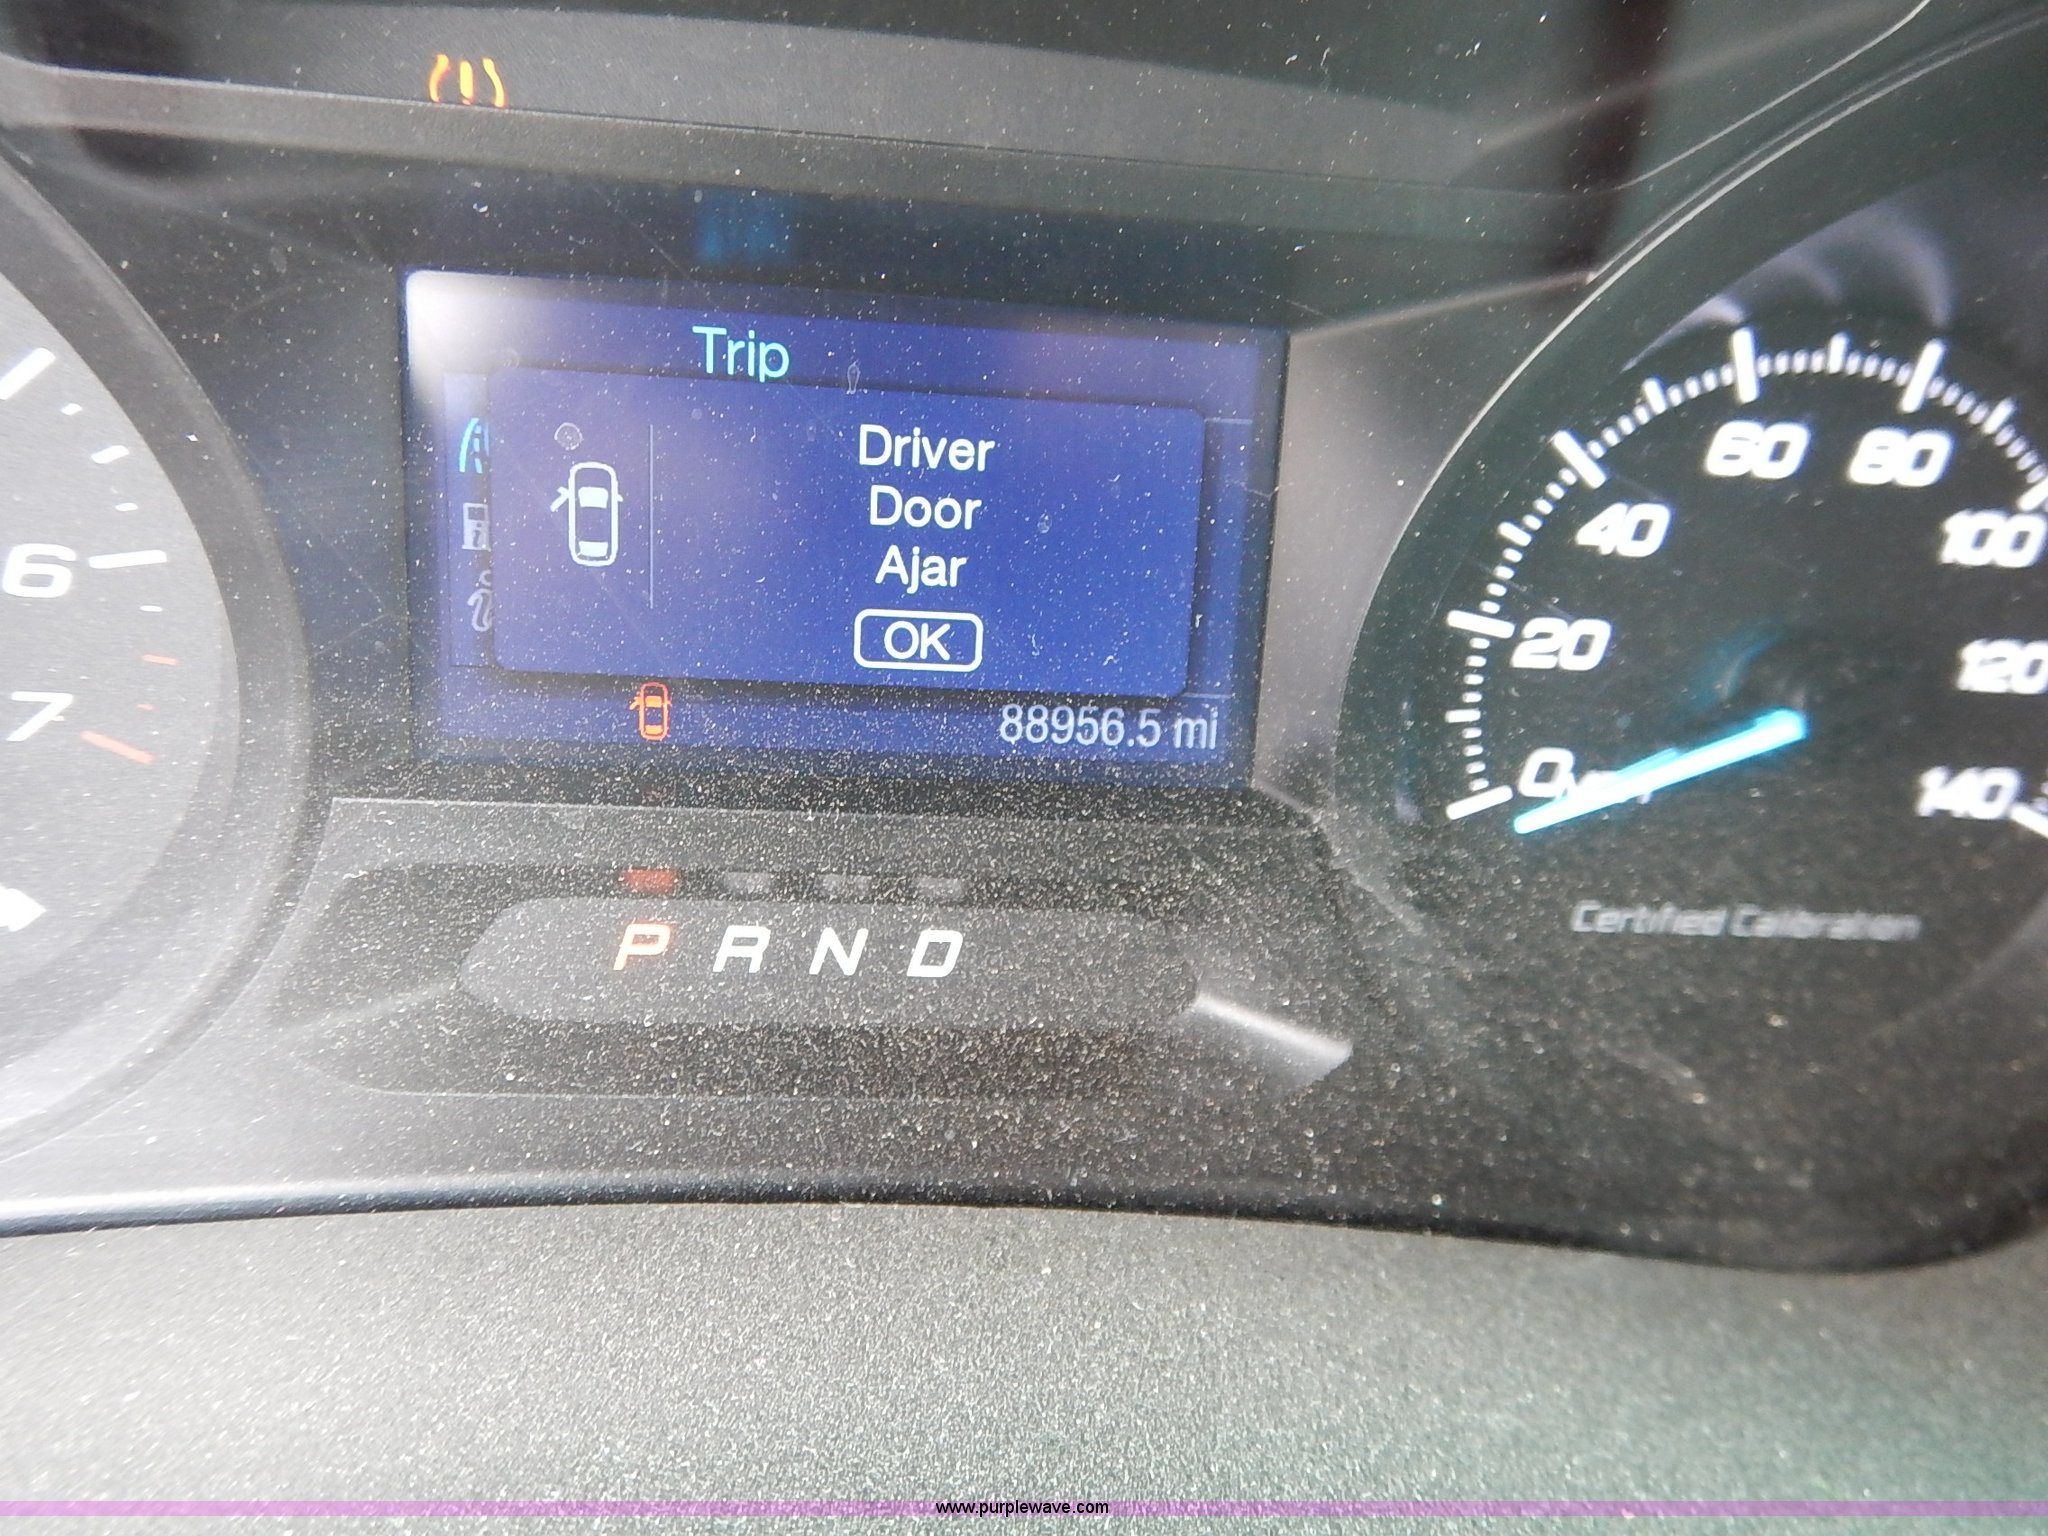 Trip
Driver
Door
Ajar
OK
88956.5 mi
6
7
0
20
40
60
80
100
120
140
P R N D
Certified Calibration
www.purplewave.com